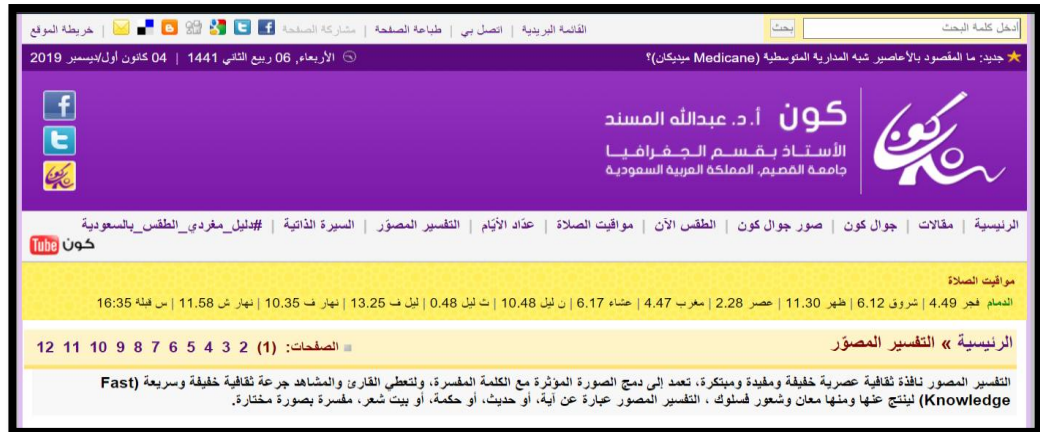 ادخل كلمة البحث
بحث
القائمة البريدية | اتصل بي | طباعة الصفحة | مشاركة الصفحة | خريطة الموقع
جديد: ما المقصود بالأعاصير شبه المدارية المتوسطية (Medicane ميديكان)؟
الأربعاء, 06 ربيع الثاني 1441 | 04 كانون أول/ديسمبر 2019
كون أ.د. عبدالله المسند
الأستاذ بقسم الجغرافيا
جامعة القصيم، المملكة العربية السعودية
كون
الرئيسية | مقالات | جوال كون | صور جوال كون | الطقس الآن | مواقيت الصلاة | عدّاد الأيّام | التفسير المصوّر | السيرة الذاتية | #دليل_مغردي_الطقس_بالسعودية
كون Tube
مواقيت الصلاة
الدمام فجر 4.49 | شروق 6.12 | ظهر 11.30 | عصر 2.28 | مغرب 4.47 | عشاء 6.17 | ن ليل 10.48 | ث ليل 0.48 | ليل ف 13.25 | نهار ف 10.35 | نهار ش 11.58 | س قبلة 16:35
الرئيسية » التفسير المصوّر
الصفحات: (1) 2 3 4 5 6 7 8 9 10 11 12
التفسير المصور نافذة ثقافية عصرية خفيفة ومفيدة ومبتكرة، تعمد إلى دمج الصورة المؤثرة مع الكلمة المفسرة، ولتعطي القارئ والمشاهد جرعة ثقافية خفيفة وسريعة (Fast
Knowledge) لينتج عنها ومنها معان وشعور فسلوك ، التفسير المصور عبارة عن آية، أو حديث، أو حكمة، أو بيت شعر، مفسرة بصورة مختارة.